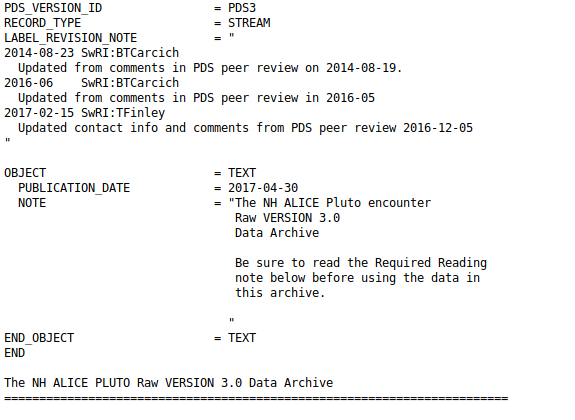 PDS_VERSION_ID                = PDS3
RECORD_TYPE                   = STREAM
LABEL_REVISION_NOTE           = "
2014-08-23 SwRI:BTCarcich
  Updated from comments in PDS peer review on 2014-08-19.
2016-06    SwRI:BTCarcich
  Updated from comments in PDS peer review in 2016-05
2017-02-15 SwRI:TFinley
  Updated contact info and comments from PDS peer review 2016-12-05
"

OBJECT                        = TEXT
  PUBLICATION_DATE            = 2017-04-30
  NOTE                        = "The NH ALICE Pluto encounter
                                 Raw VERSION 3.0
                                 Data Archive

                                 Be sure to read the Required Reading
                                 note below before using the data in
                                 this archive.

                                "
END_OBJECT                    = TEXT
END

The NH ALICE PLUTO Raw VERSION 3.0 Data Archive
========================================================================